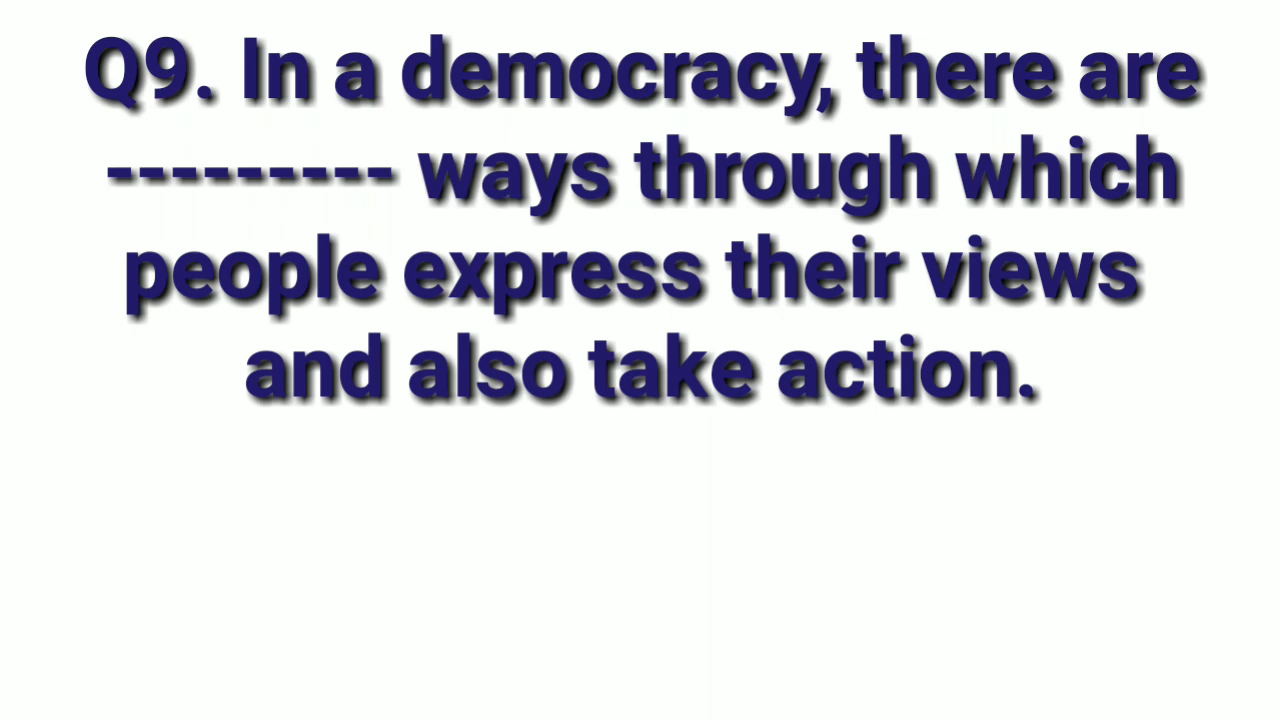 Q9. In a democracy, there are
--------- ways through which
people express their views
and also take action.